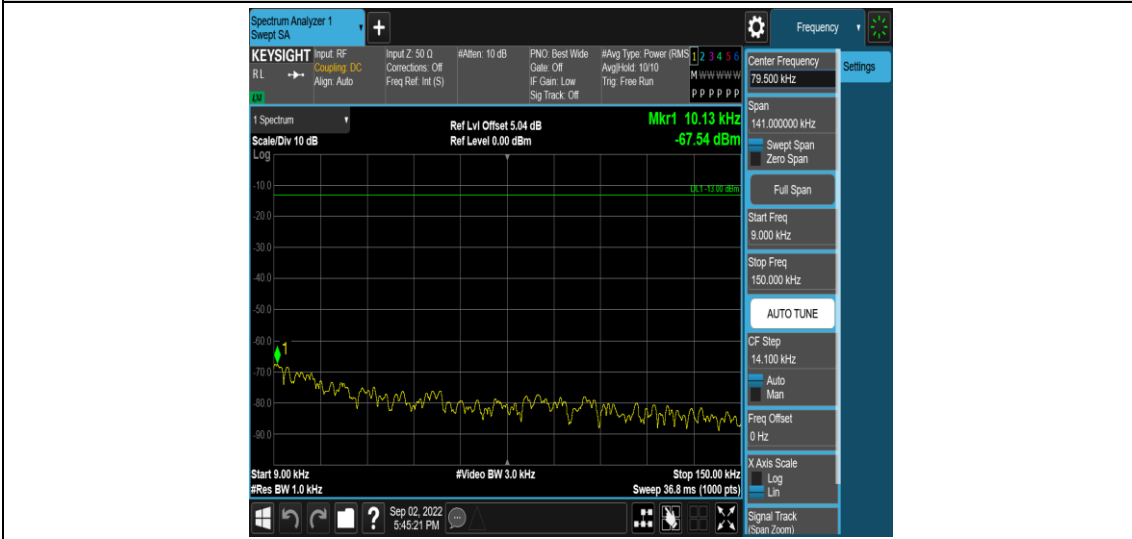 Spectrum Analyzer 1
Swept SA
+
Frequency
KEYSIGHT
RL
LXI
Input: RF
Coupling: DC
Align: Auto
Input Z: 50 Ω
Corrections: Off
Freq Ref: Int (S)
#Atten: 10 dB
PNO: Best Wide
Gate: Off
IF Gain: Low
Sig Track: Off
#Avg Type: Power (RMS
Avg|Hold: 10/10
Trig: Free Run
1 2 3 4 5 6
M W W W W W
P P P P P P
1 Spectrum
Scale/Div 10 dB
Log
Ref Lvl Offset 5.04 dB
Ref Level 0.00 dBm
Mkr1 10.13 kHz
-67.54 dBm
DL1 -13.00 dBm
-10.0
-20.0
-30.0
-40.0
-50.0
-60.0
1
-70.0
-80.0
-90.0
Start 9.00 kHz
#Res BW 1.0 kHz
#Video BW 3.0 kHz
Stop 150.00 kHz
Sweep 36.8 ms (1000 pts)
Center Frequency
79.500 kHz
Settings
Span
141.000000 kHz
Swept Span
Zero Span
Full Span
Start Freq
9.000 kHz
Stop Freq
150.000 kHz
AUTO TUNE
CF Step
14.100 kHz
Auto
Man
Freq Offset
0 Hz
X Axis Scale
Log
Lin
Signal Track
(Span Zoom)
?
Sep 02, 2022
5:45:21 PM